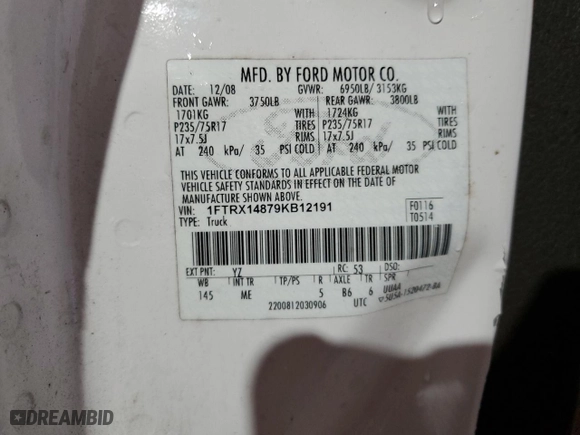 MFD. BY FORD MOTOR CO.
DATE: 12/08 GVWR: 6950LB/ 3153KG
FRONT GAWR: 3750LB REAR GAWR: 3800LB
1701KG WITH 1724KG WITH
P235/75R17 TIRES P235/75R17 TIRES
17x7.5J RIMS 17x7.5J RIMS
AT 240 kPa/ 35 PSI COLD AT 240 kPa/ 35 PSI COLD
THIS VEHICLE CONFORMS TO ALL APPLICABLE FEDERAL MOTOR
VEHICLE SAFETY STANDARDS IN EFFECT ON THE DATE OF
MANUFACTURE SHOWN ABOVE.
VIN: 1FTRX14879KB12191 F0116
TYPE: Truck T0514
EXT PNT: YZ RC: 53 DSO:
WB INT TR TP/PS R AXLE TR SPR
145 ME 5 B6 6 UUAA
2200812030906 UTC
DREAMBID